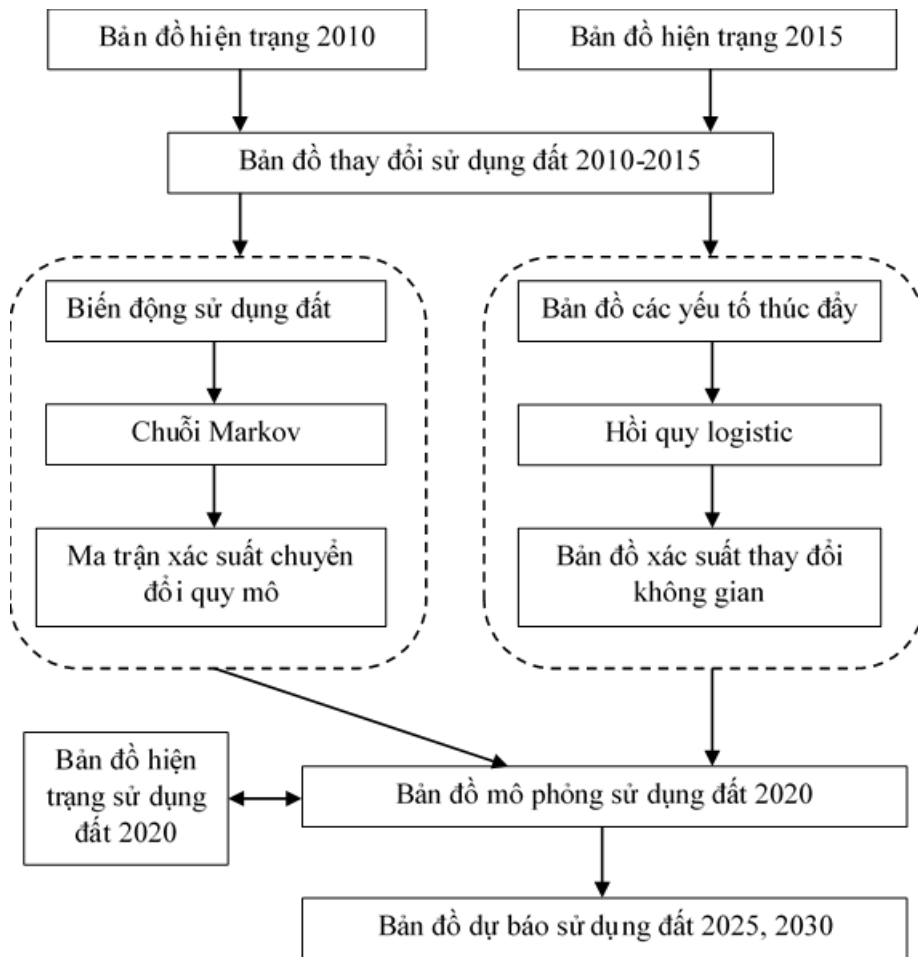 Bản đồ hiện trạng 2010
Bản đồ hiện trạng 2015
Bản đồ thay đổi sử dụng đất 2010-2015
Biến động sử dụng đất
Chuỗi Markov
Ma trận xác suất chuyển
đổi quy mô
Bản đồ các yếu tố thúc đẩy
Hồi quy logistic
Bản đồ xác suất thay đổi
không gian
Bản đồ hiện
trạng sử dụng
đất 2020
Bản đồ mô phỏng sử dụng đất 2020
Bản đồ dự báo sử dụng đất 2025, 2030